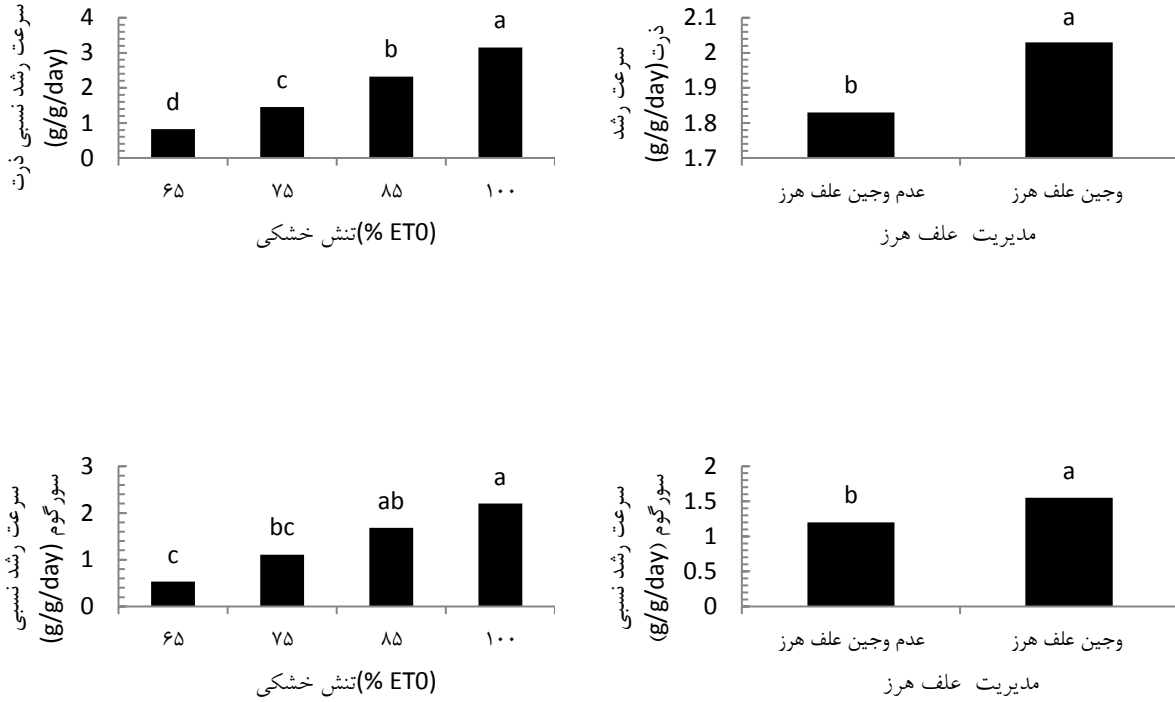 سرعت رشد نسبی ذرت
(g/g/day)
4
3
2
1
0
d
c
b
a
۶۵
۷۵
۸۵
۱۰۰
تنش خشکی(% ET0)
سرعت رشد
ذرت(g/g/day)
2.1
2
1.9
1.8
1.7
b
a
عدم وجین علف هرز
وجین علف هرز
مدیریت علف هرز
سرعت رشد نسبی
سورگوم (g/g/day)
3
2
1
0
c
bc
ab
a
۶۵
۷۵
۸۵
۱۰۰
تنش خشکی(% ET0)
سرعت رشد نسبی
سورگوم (g/g/day)
2
1.5
1
0.5
0
b
a
عدم وجین علف هرز
وجین علف هرز
مدیریت علف هرز